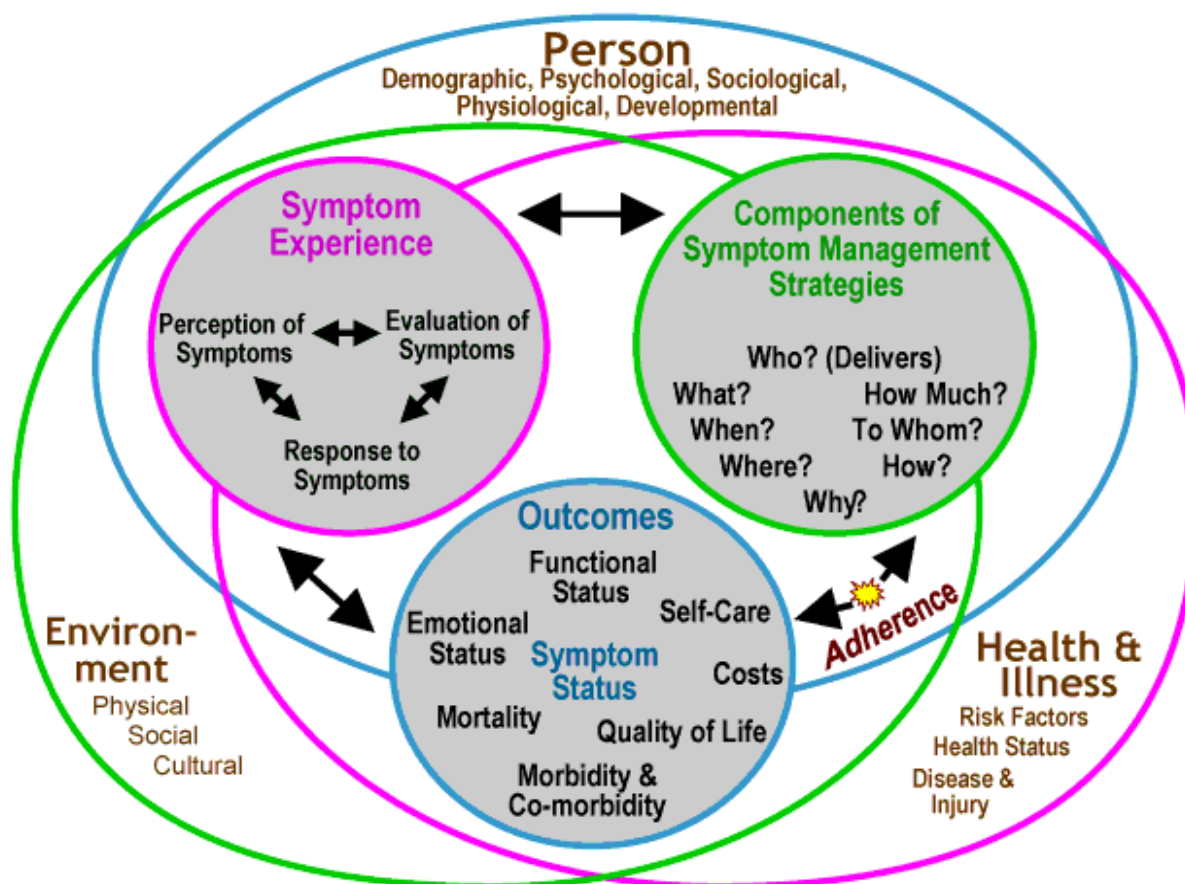 Person
Demographic, Psychological, Sociological,
Physiological, Developmental
Symptom
Experience
Perception of
Symptoms
Evaluation of
Symptoms
Response to
Symptoms
Components of
Symptom Management
Strategies
Who? (Delivers)
What?
How Much?
When?
To Whom?
Where?
How?
Why?
Outcomes
Functional
Status
Self-Care
Emotional
Status
Symptom
Status
Costs
Mortality
Quality of Life
Morbidity &
Co-morbidity
Adherence
Environ-
ment
Physical
Social
Cultural
Health &
Illness
Risk Factors
Health Status
Disease &
Injury